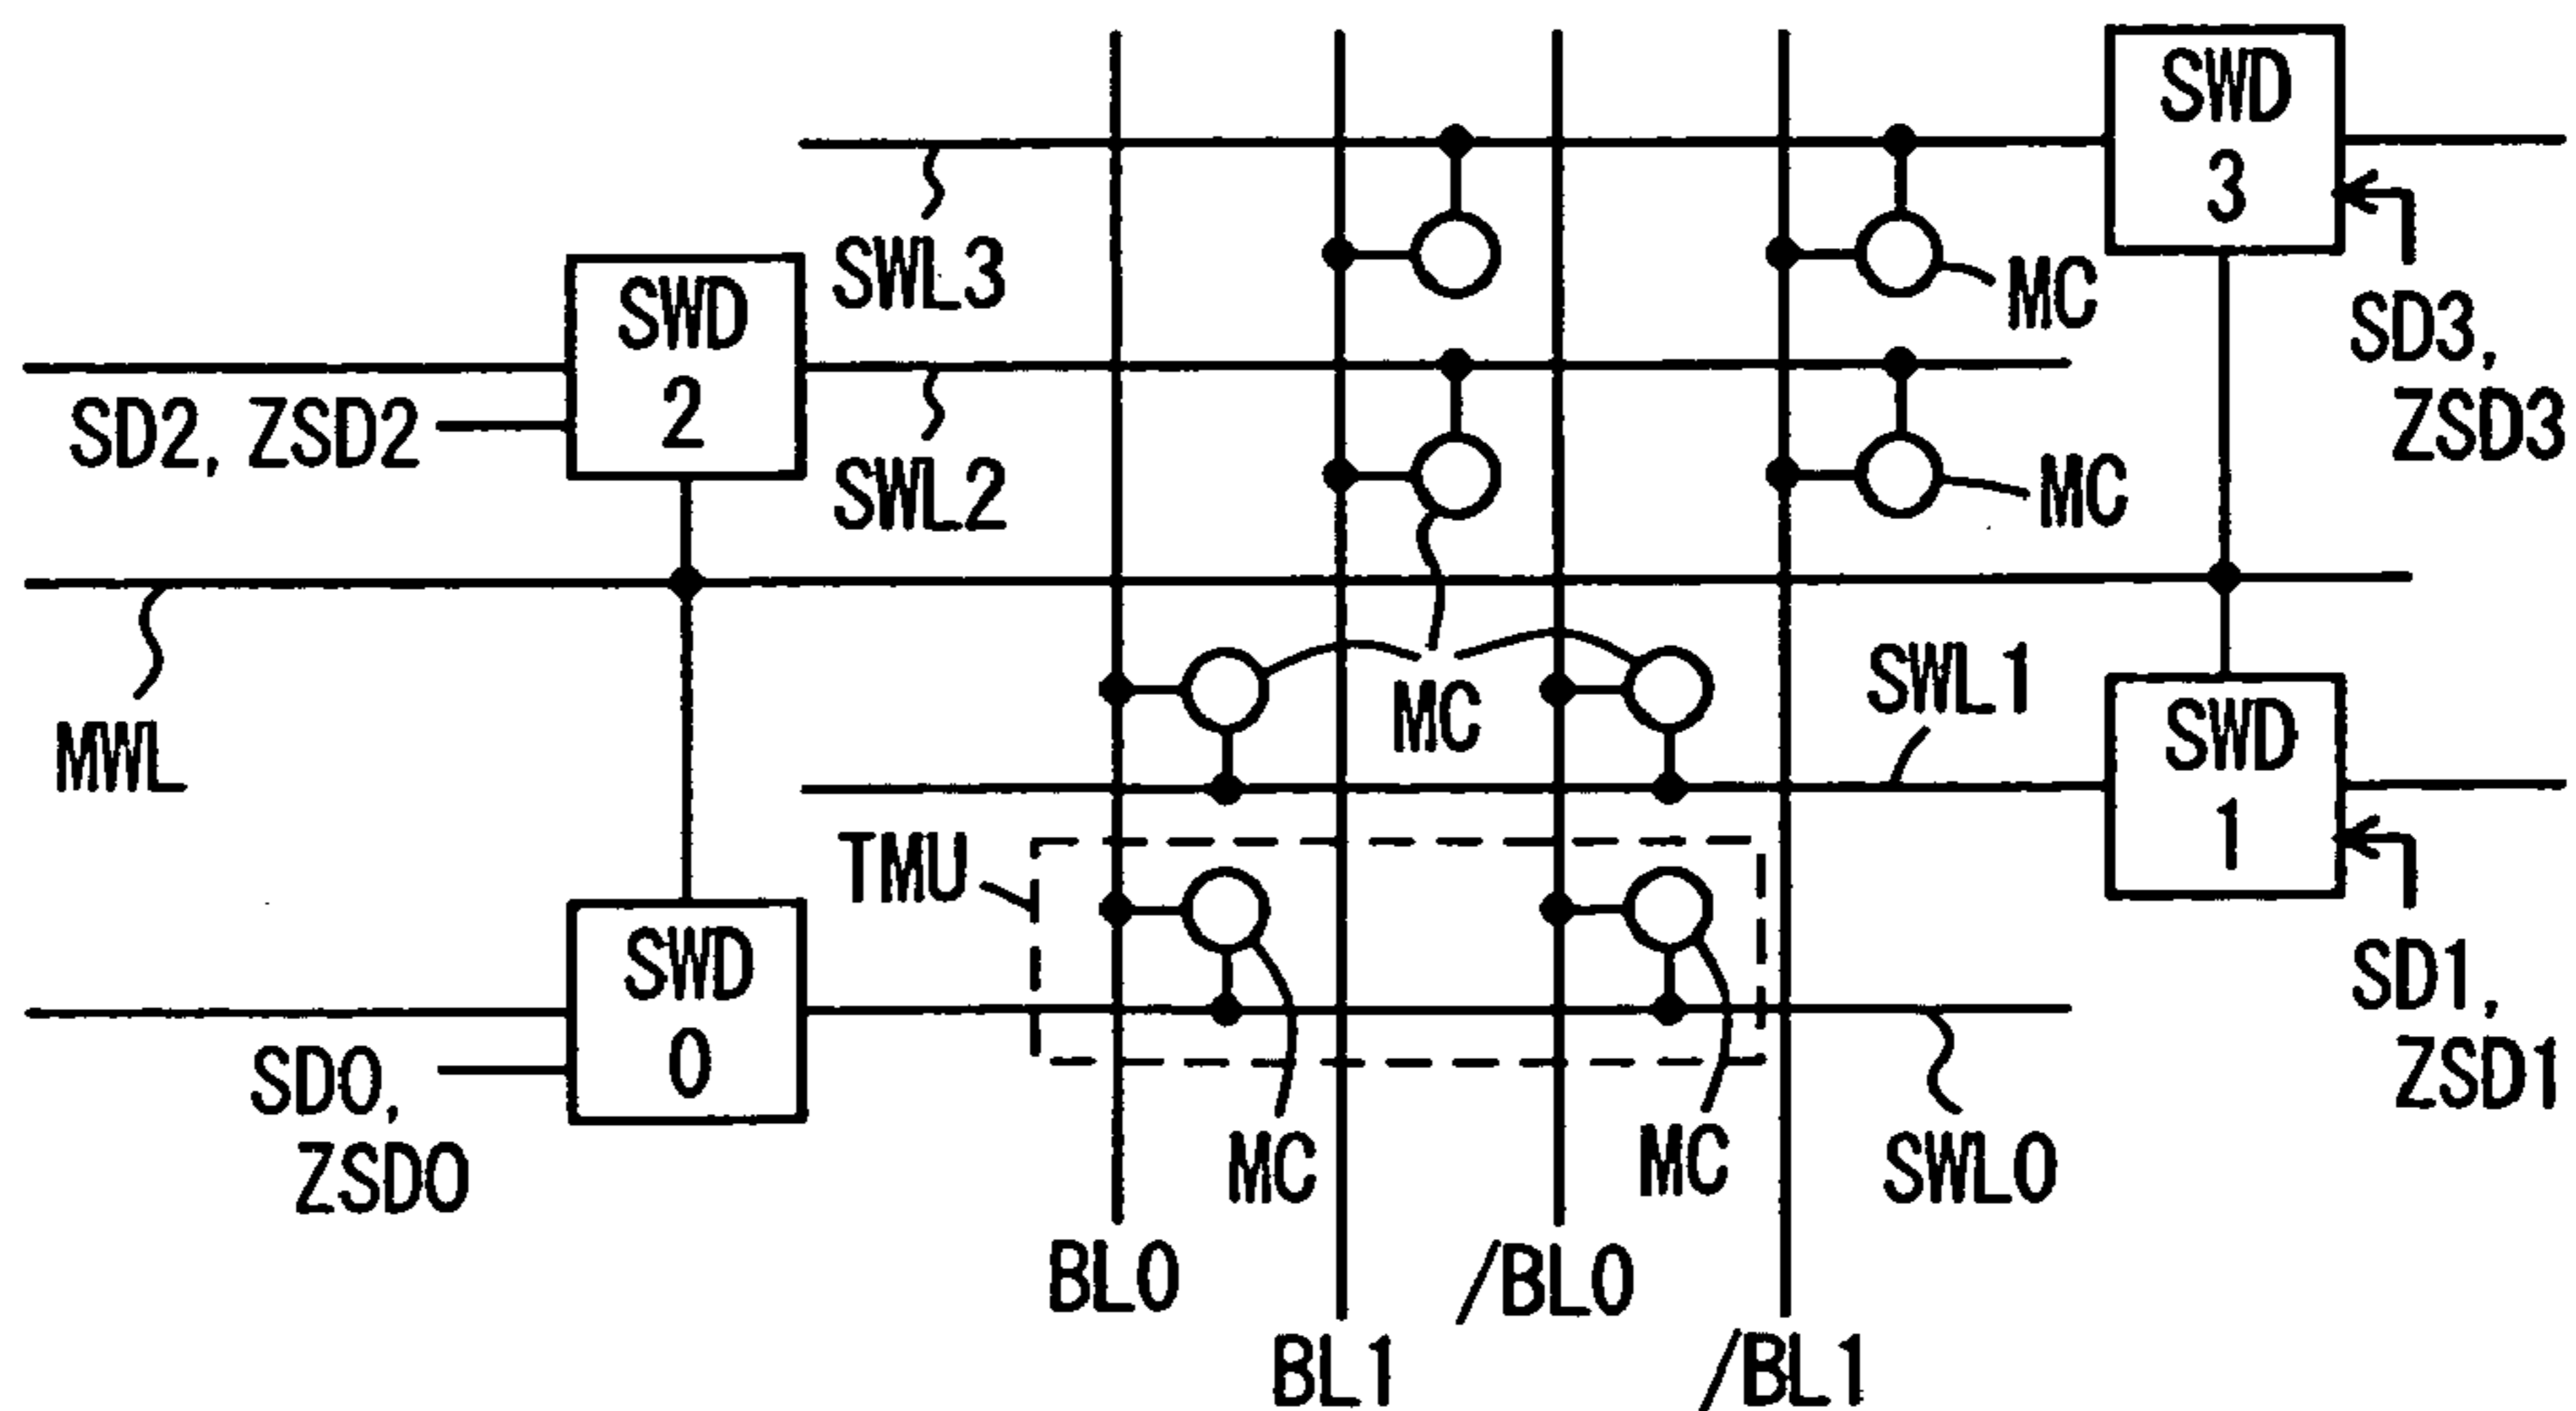 SWD
3
SWL3
MC
SD3,
ZSD3
SWD
2
SD2, ZSD2
SWL2
MC
MWL
MC
SWL1
SWD
1
TMU
SWD
0
SD0,
ZSD0
MC
MC
SWL0
SD1,
ZSD1
BL0
/BL0
BL1
/BL1